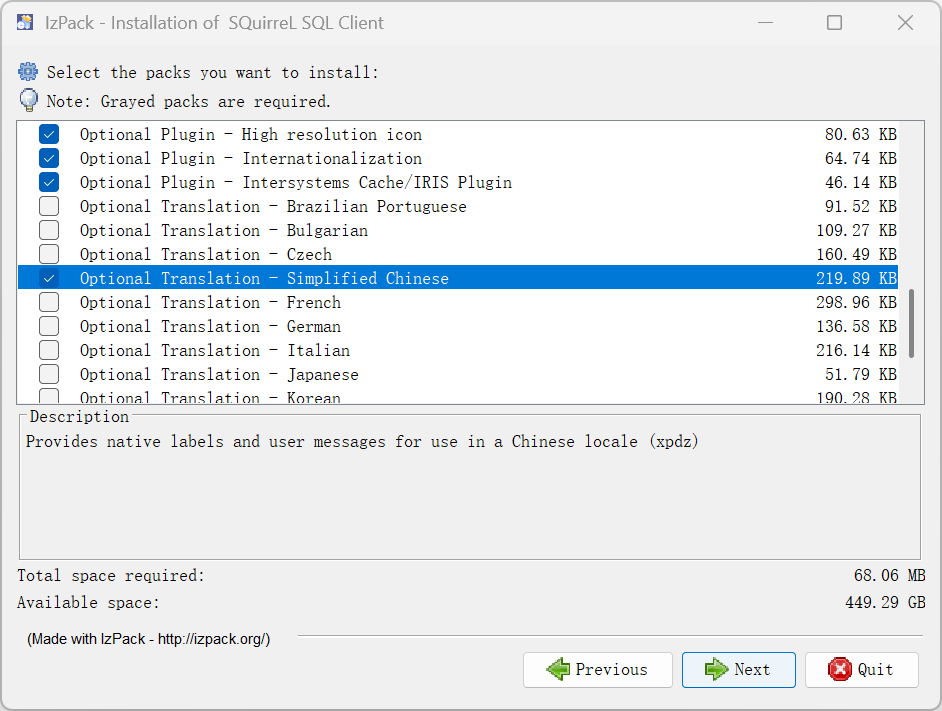 IzPack - Installation of  SQuirreL SQL Client
Select the packs you want to install:
Note: Grayed packs are required.
Optional Plugin - High resolution icon 80.63 KB
Optional Plugin - Internationalization 64.74 KB
Optional Plugin - Intersystems Cache/IRIS Plugin 46.14 KB
Optional Translation - Brazilian Portuguese 91.52 KB
Optional Translation - Bulgarian 109.27 KB
Optional Translation - Czech 160.49 KB
Optional Translation - Simplified Chinese 219.89 KB
Optional Translation - French 298.96 KB
Optional Translation - German 136.58 KB
Optional Translation - Italian 216.14 KB
Optional Translation - Japanese 51.79 KB
Optional Translation - Korean 190.28 KB
Description
Provides native labels and user messages for use in a Chinese locale (xpdz)
Total space required: 68.06 MB
Available space: 449.29 GB
(Made with IzPack - http://izpack.org/)
Previous Next Quit